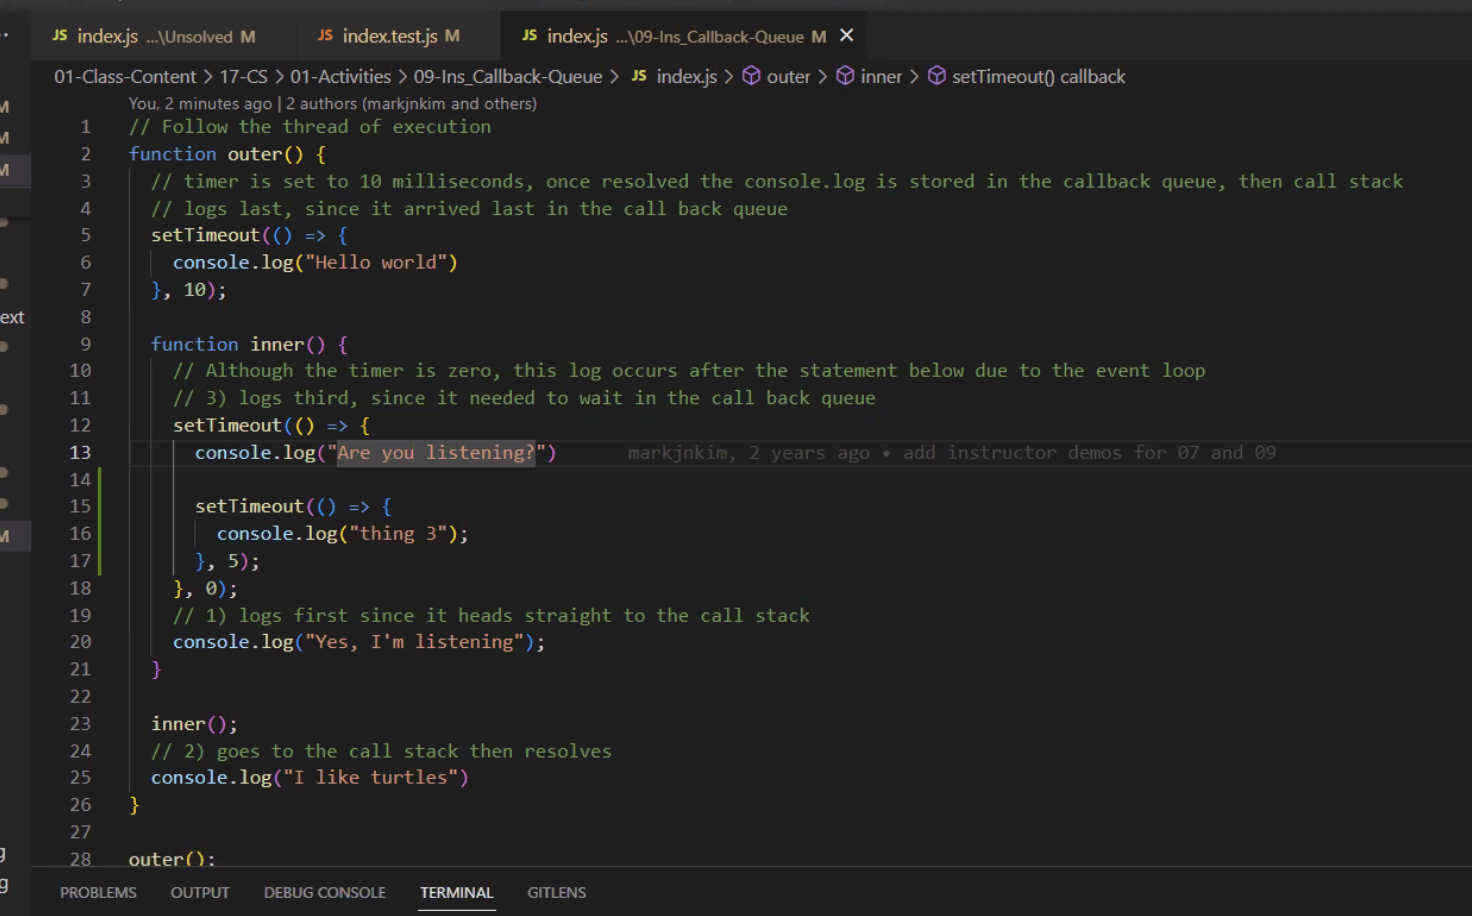 JS index.js ...\Unsolved M JS index.test.js M JS index.js ...\09-Ins_Callback-Queue M ×
01-Class-Content > 17-CS > 01-Activities > 09-Ins_Callback-Queue > JS index.js > outer > inner > setTimeout() callback
You, 2 minutes ago | 2 authors (markjnkim and others)
1 // Follow the thread of execution
2 function outer() {
3 // timer is set to 10 milliseconds, once resolved the console.log is stored in the callback queue, then call stack
4 // logs last, since it arrived last in the call back queue
5 setTimeout(() => {
6 console.log("Hello world")
7 }, 10);
8
9 function inner() {
10 // Although the timer is zero, this log occurs after the statement below due to the event loop
11 // 3) logs third, since it needed to wait in the call back queue
12 setTimeout(() => {
13 console.log("Are you listening?") markjnkim, 2 years ago • add instructor demos for 07 and 09
14
15 setTimeout(() => {
16 console.log("thing 3");
17 }, 5);
18 }, 0);
19 // 1) logs first since it heads straight to the call stack
20 console.log("Yes, I'm listening");
21 }
22
23 inner();
24 // 2) goes to the call stack then resolves
25 console.log("I like turtles")
26 }
27
28 outer();
PROBLEMS OUTPUT DEBUG CONSOLE TERMINAL GITLENS